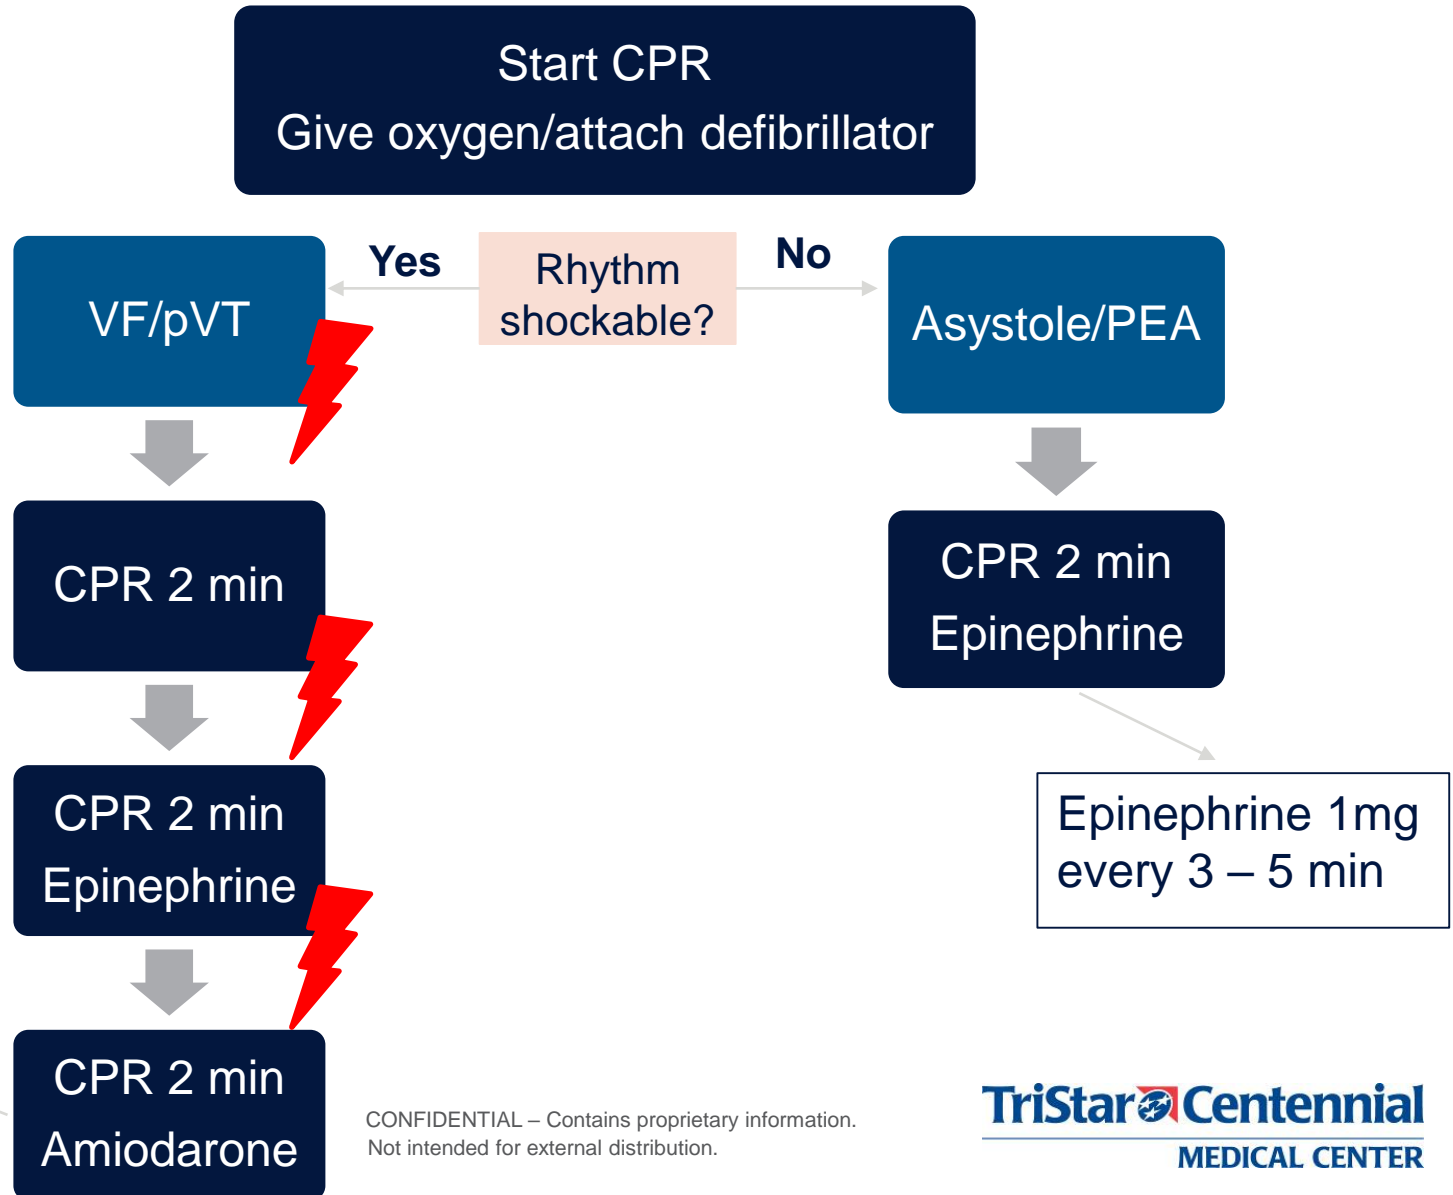 Start CPR
Give oxygen/attach defibrillator
Yes
Rhythm
shockable?
No
VF/pVT
Asystole/PEA
CPR 2 min
CPR 2 min
Epinephrine
CPR 2 min
Epinephrine
Epinephrine 1mg
every 3 – 5 min
CPR 2 min
Amiodarone
CONFIDENTIAL – Contains proprietary information.
Not intended for external distribution.
TriStar Centennial
MEDICAL CENTER